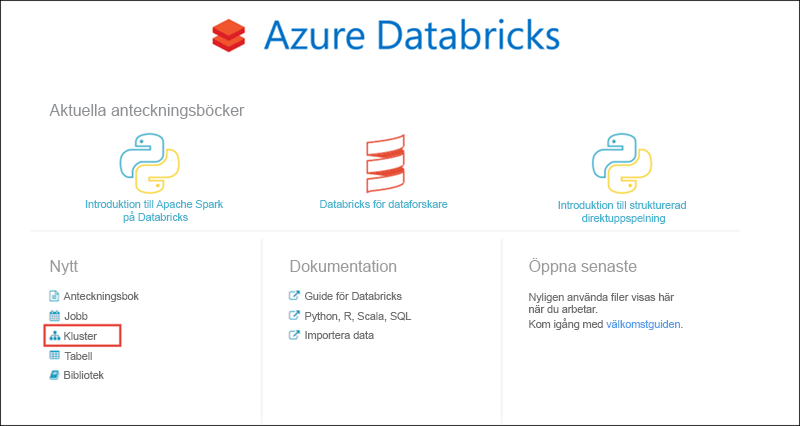 Azure Databricks
Aktuella anteckningsböcker
Introduktion till Apache Spark
på Databricks
Databricks för dataforskare
Introduktion till strukturerad
direktuppspelning
Nytt
Anteckningsbok
Jobb
Kluster
Tabell
Bibliotek
Dokumentation
Guide för Databricks
Python, R, Scala, SQL
Importera data
Öppna senaste
Nyligen använda filer visas här
när du arbetar.
Kom igång med välkomstguiden.